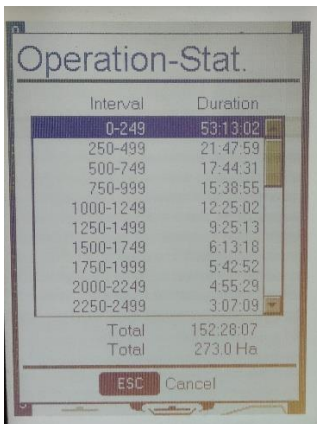 Operation-Stat.
Interval Duration
0-249 53:13:02
250-499 21:47:59
500-749 17:44:31
750-999 15:38:55
1000-1249 12:25:02
1250-1499 9:25:13
1500-1749 6:13:18
1750-1999 5:42:52
2000-2249 4:55:29
2250-2499 3:07:09
Total 152:28:07
Total 273.0 Ha
ESC Cancel